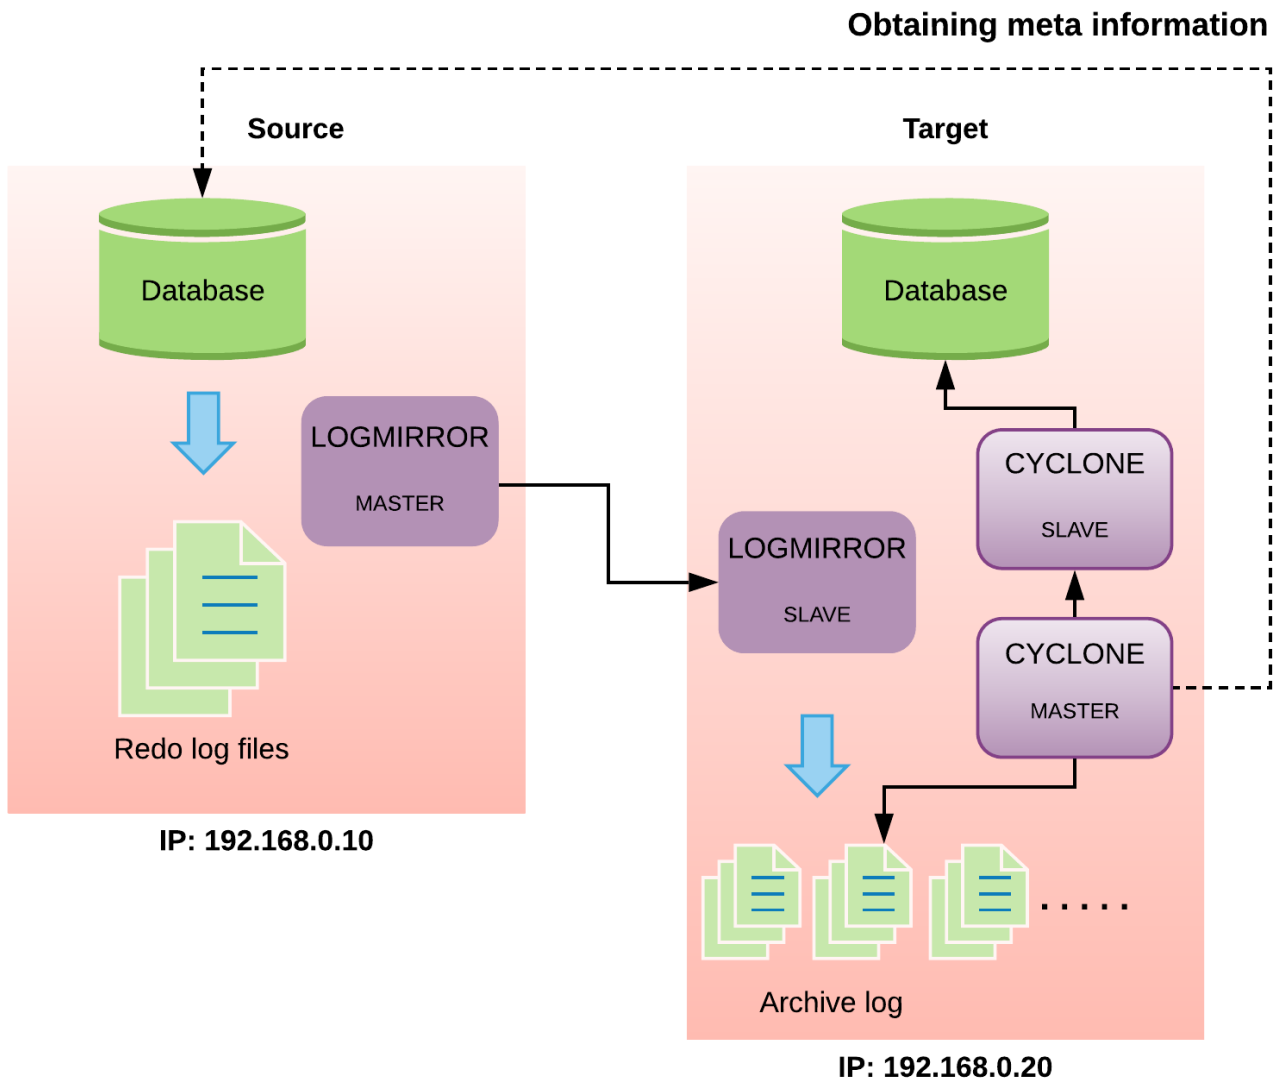 Obtaining meta information
Source
Target
Database
Database
LOGMIRROR
MASTER
CYCLONE
SLAVE
LOGMIRROR
SLAVE
CYCLONE
MASTER
Redo log files
IP: 192.168.0.10
.....
Archive log
IP: 192.168.0.20